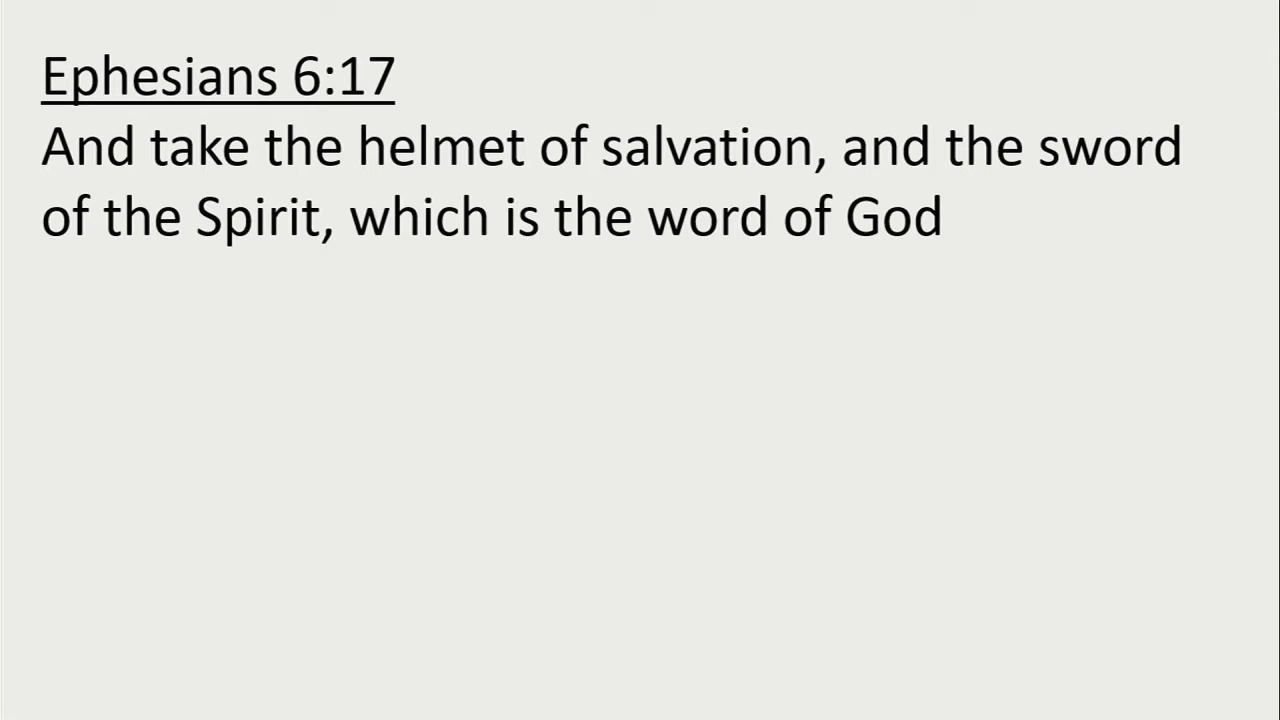 Ephesians 6:17
And take the helmet of salvation, and the sword
of the Spirit, which is the word of God